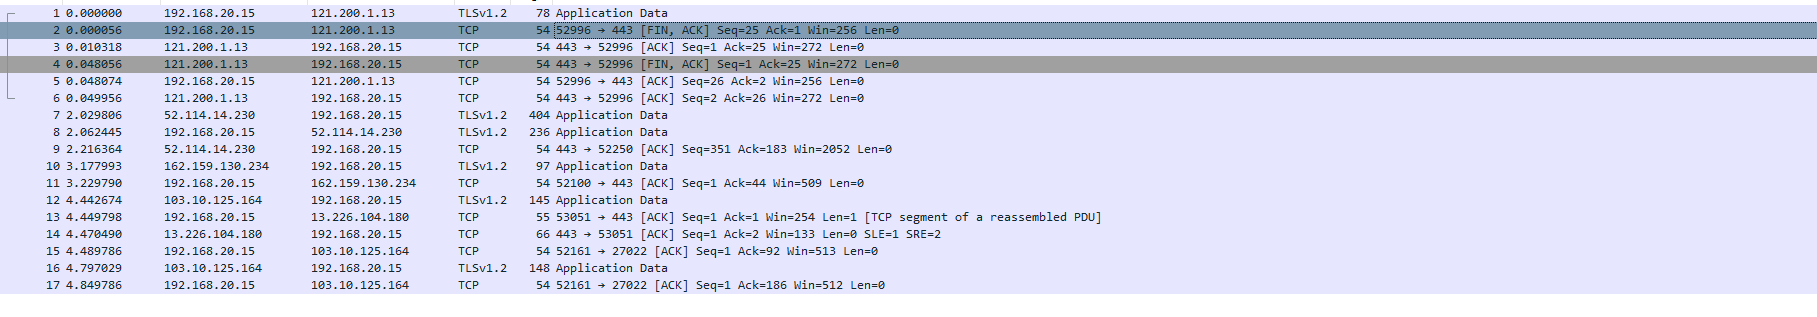 1 0.000000 192.168.20.15 121.200.1.13 TLSv1.2 78 Application Data
2 0.000056 192.168.20.15 121.200.1.13 TCP 54 52996 → 443 [FIN, ACK] Seq=25 Ack=1 Win=256 Len=0
3 0.010318 121.200.1.13 192.168.20.15 TCP 54 443 → 52996 [ACK] Seq=1 Ack=25 Win=272 Len=0
4 0.048056 121.200.1.13 192.168.20.15 TCP 54 443 → 52996 [FIN, ACK] Seq=1 Ack=25 Win=272 Len=0
5 0.048074 192.168.20.15 121.200.1.13 TCP 54 52996 → 443 [ACK] Seq=26 Ack=2 Win=256 Len=0
6 0.049956 121.200.1.13 192.168.20.15 TCP 54 443 → 52996 [ACK] Seq=2 Ack=26 Win=272 Len=0
7 2.029806 52.114.14.230 192.168.20.15 TLSv1.2 404 Application Data
8 2.062445 192.168.20.15 52.114.14.230 TLSv1.2 236 Application Data
9 2.216364 52.114.14.230 192.168.20.15 TCP 54 443 → 52250 [ACK] Seq=351 Ack=183 Win=2052 Len=0
10 3.177993 162.159.130.234 192.168.20.15 TLSv1.2 97 Application Data
11 3.229790 192.168.20.15 162.159.130.234 TCP 54 52100 → 443 [ACK] Seq=1 Ack=44 Win=509 Len=0
12 4.442674 103.10.125.164 192.168.20.15 TLSv1.2 145 Application Data
13 4.449798 192.168.20.15 13.226.104.180 TCP 55 53051 → 443 [ACK] Seq=1 Ack=1 Win=254 Len=1 [TCP segment of a reassembled PDU]
14 4.470490 13.226.104.180 192.168.20.15 TCP 66 443 → 53051 [ACK] Seq=1 Ack=2 Win=133 Len=0 SLE=1 SRE=2
15 4.489786 192.168.20.15 103.10.125.164 TCP 54 52161 → 27022 [ACK] Seq=1 Ack=92 Win=513 Len=0
16 4.797029 103.10.125.164 192.168.20.15 TLSv1.2 148 Application Data
17 4.849786 192.168.20.15 103.10.125.164 TCP 54 52161 → 27022 [ACK] Seq=1 Ack=186 Win=512 Len=0